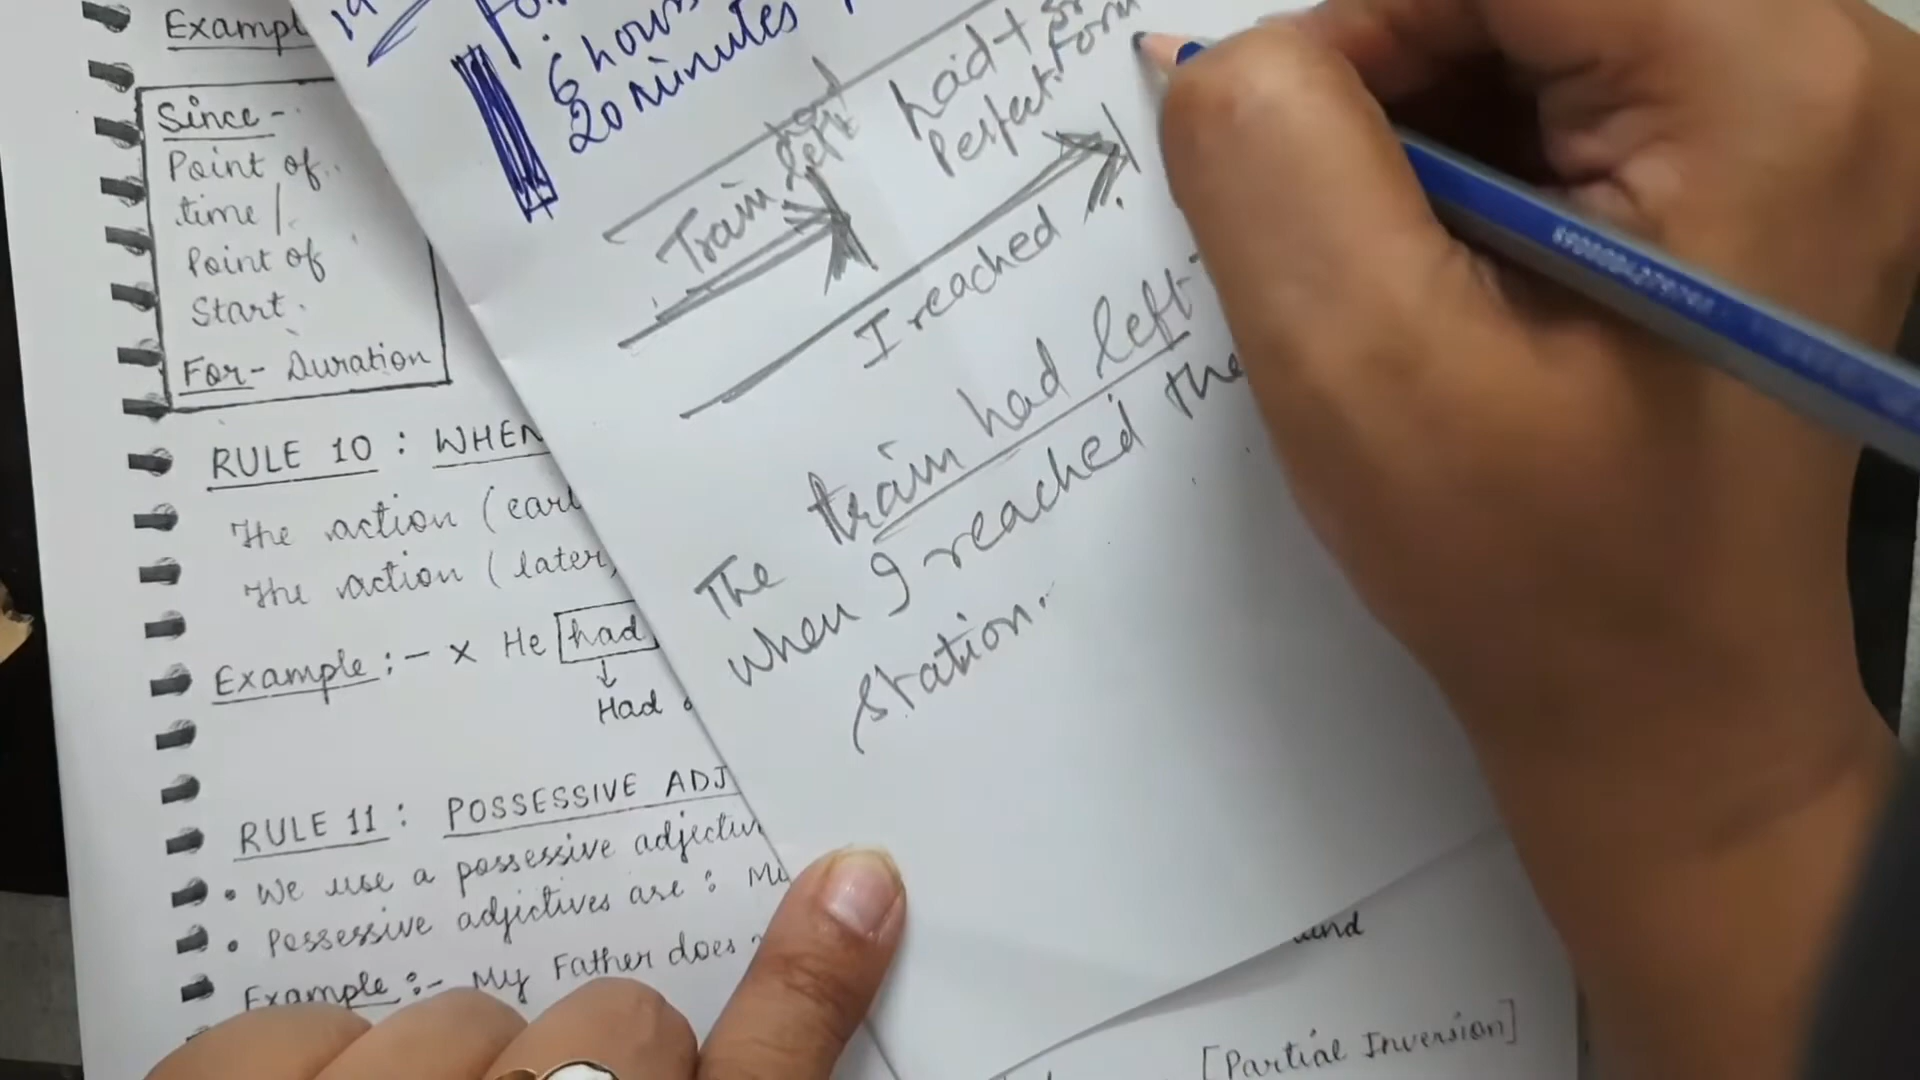 Example
Since -
Point of
time /
Point of
Start.
For - Duration
RULE 10 : WHEN
The action (earl
The action (later,
Example :- × He had
↓
Had
RULE 11 : POSSESSIVE ADJ
• We use a possessive adjectiv
• Possessive adjectives are :
Example :- My Father does
6 hours
20 minutes
Train had
left
had +
Perfect Form
I reached
The train had left
when I reached the
station.
and
[Partial Inversion]